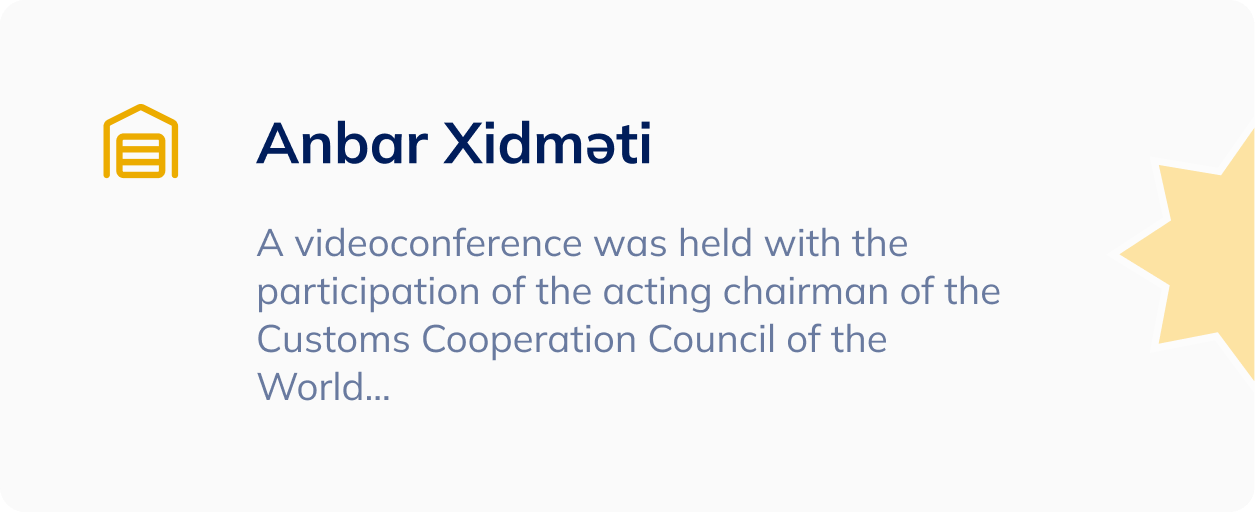 Anbar Xidməti
A videoconference was held with the
participation of the acting chairman of the
Customs Cooperation Council of the
World...